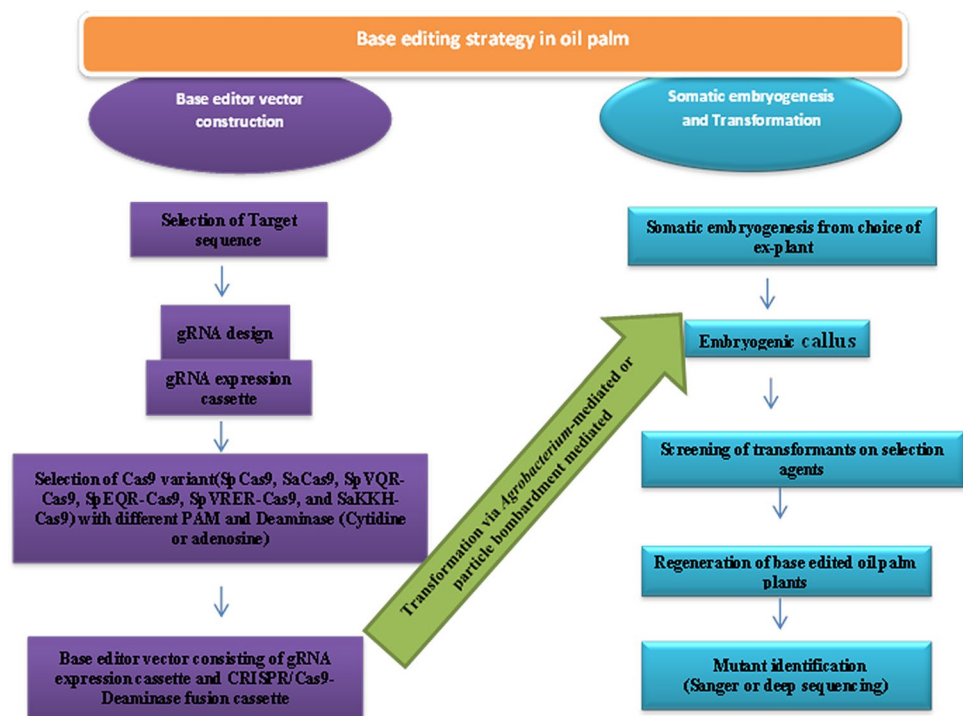 Base editing strategy in oil palm
Base editor vector
construction
Selection of Target
sequence
gRNA design
gRNA expression
cassette
Selection of Cas9 variant(SpCas9, SaCas9, SpVQR-
Cas9, SpEQR-Cas9, SpVRER-Cas9, and SaKKH-
Cas9) with different PAM and Deaminase (Cytidine
or adenosine)
Base editor vector consisting of gRNA
expression cassette and CRISPR/Cas9-
Deaminase fusion cassette
Transformation via Agrobacterium-mediated or
particle bombardment mediated
Somatic embryogenesis
and Transformation
Somatic embryogenesis from choice of
ex-plant
Embryogenic callus
Screening of transformants on selection
agents
Regeneration of base edited oil palm
plants
Mutant identification
(Sanger or deep sequencing)